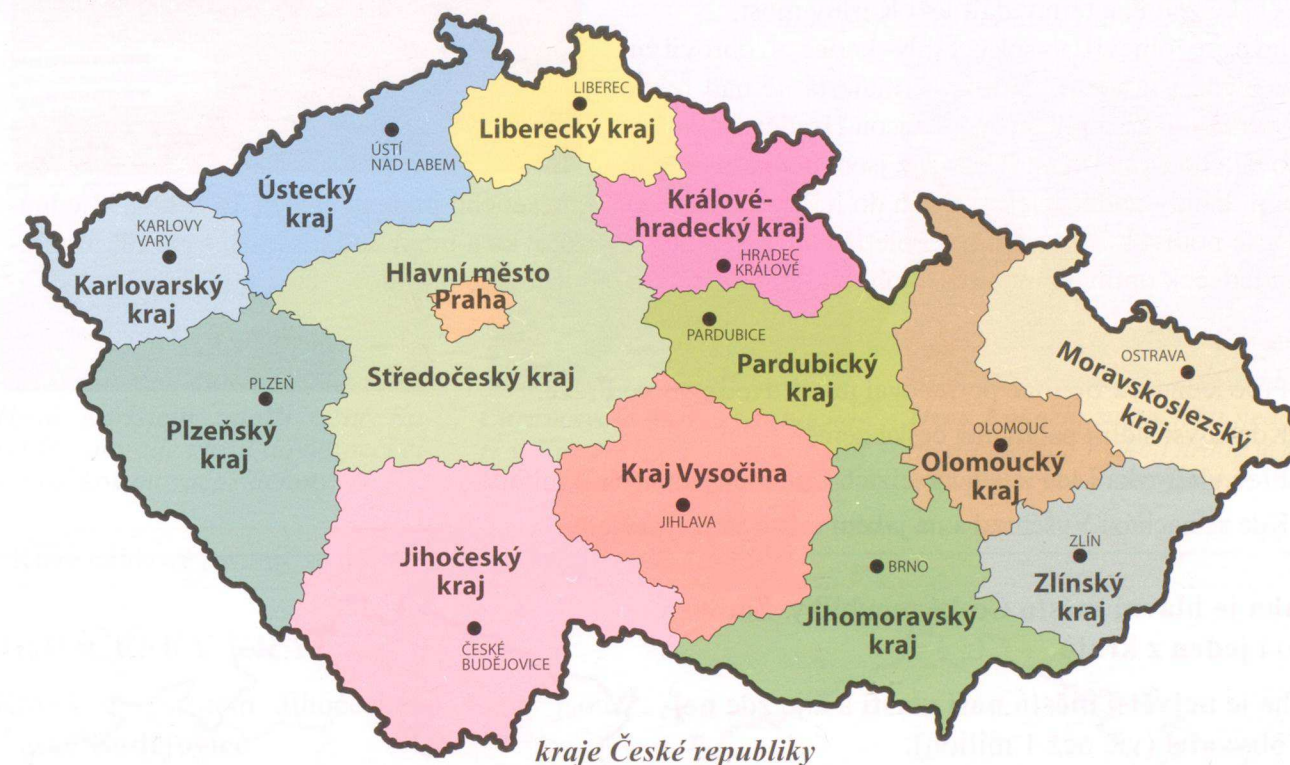 LIBEREC
Liberecký kraj
ÚSTÍ
NAD LABEM
Ústecký
kraj
KARLOVY
VARY
Karlovarský
kraj
Králové-
hradecký kraj
HRADEC
KRÁLOVÉ
Hlavní město
Praha
Středočeský kraj
PARDUBICE
Pardubický
kraj
OSTRAVA
Moravskoslezský
kraj
PLZEŇ
Plzeňský
kraj
OLOMOUC
Olomoucký
kraj
Kraj Vysočina
JIHLAVA
ZLÍN
Zlínský
kraj
BRNO
Jihomoravský
kraj
Jihočeský
kraj
ČESKÉ
BUDĚJOVICE
kraje České republiky